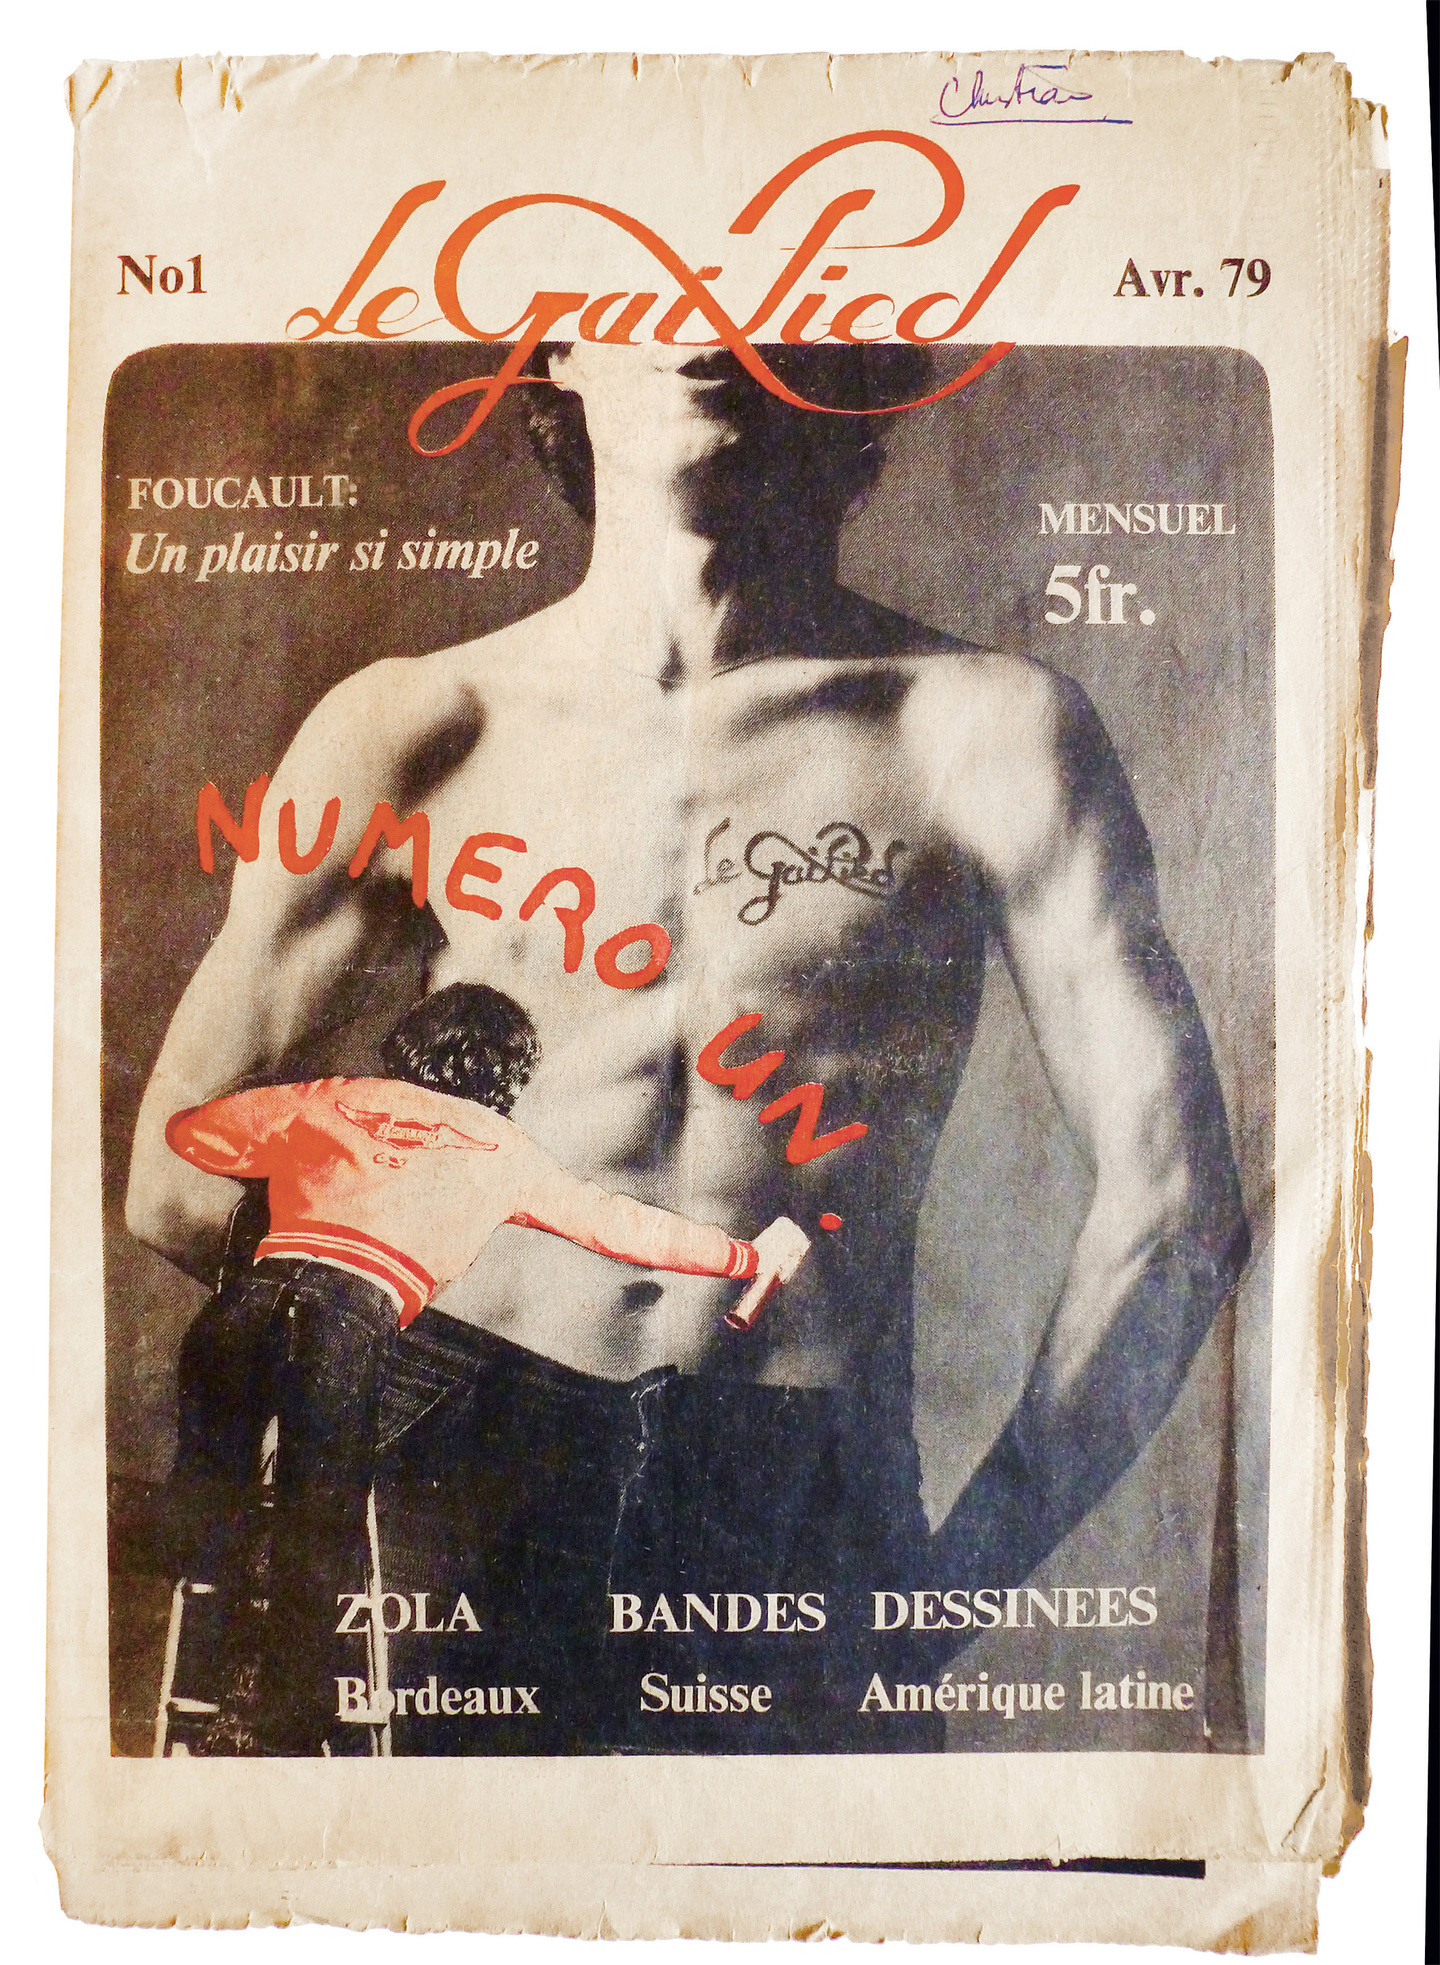 Christian
Le Gai Pied
No1
Avr. 79
FOUCAULT:
Un plaisir si simple
MENSUEL
5fr.
Le Gai Pied
NUMERO UN.
ZOLA BANDES DESSINEES
Bordeaux Suisse Amérique latine